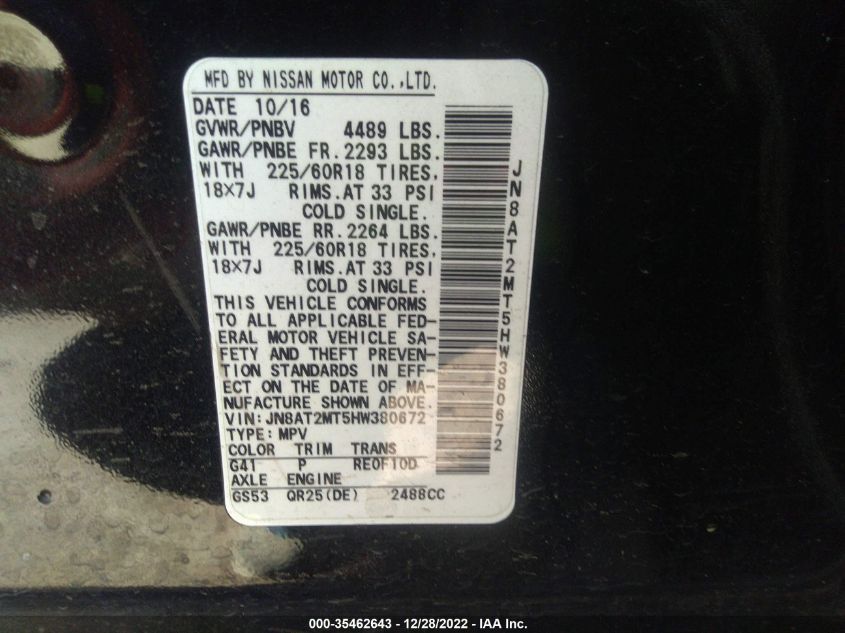 MFD BY NISSAN MOTOR CO.,LTD.
DATE 10/16
GVWR/PNBV 4489 LBS.
GAWR/PNBE FR. 2293 LBS.
WITH 225/60R18 TIRES,
18×7J RIMS.AT 33 PSI
COLD SINGLE.
GAWR/PNBE RR. 2264 LBS.
WITH 225/60R18 TIRES,
18×7J RIMS.AT 33 PSI
COLD SINGLE.
THIS VEHICLE CONFORMS
TO ALL APPLICABLE FED-
ERAL MOTOR VEHICLE SA-
FETY AND THEFT PREVEN-
TION STANDARDS IN EFF-
ECT ON THE DATE OF MA-
NUFACTURE SHOWN ABOVE.
VIN: JN8AT2MT5HW380672
TYPE: MPV
COLOR TRIM TRANS
G41 P RE0F10D
AXLE ENGINE
GS53 QR25(DE) 2488CC
JN8AT2MT5HW380672
000-35462643 - 12/28/2022 - IAA Inc.